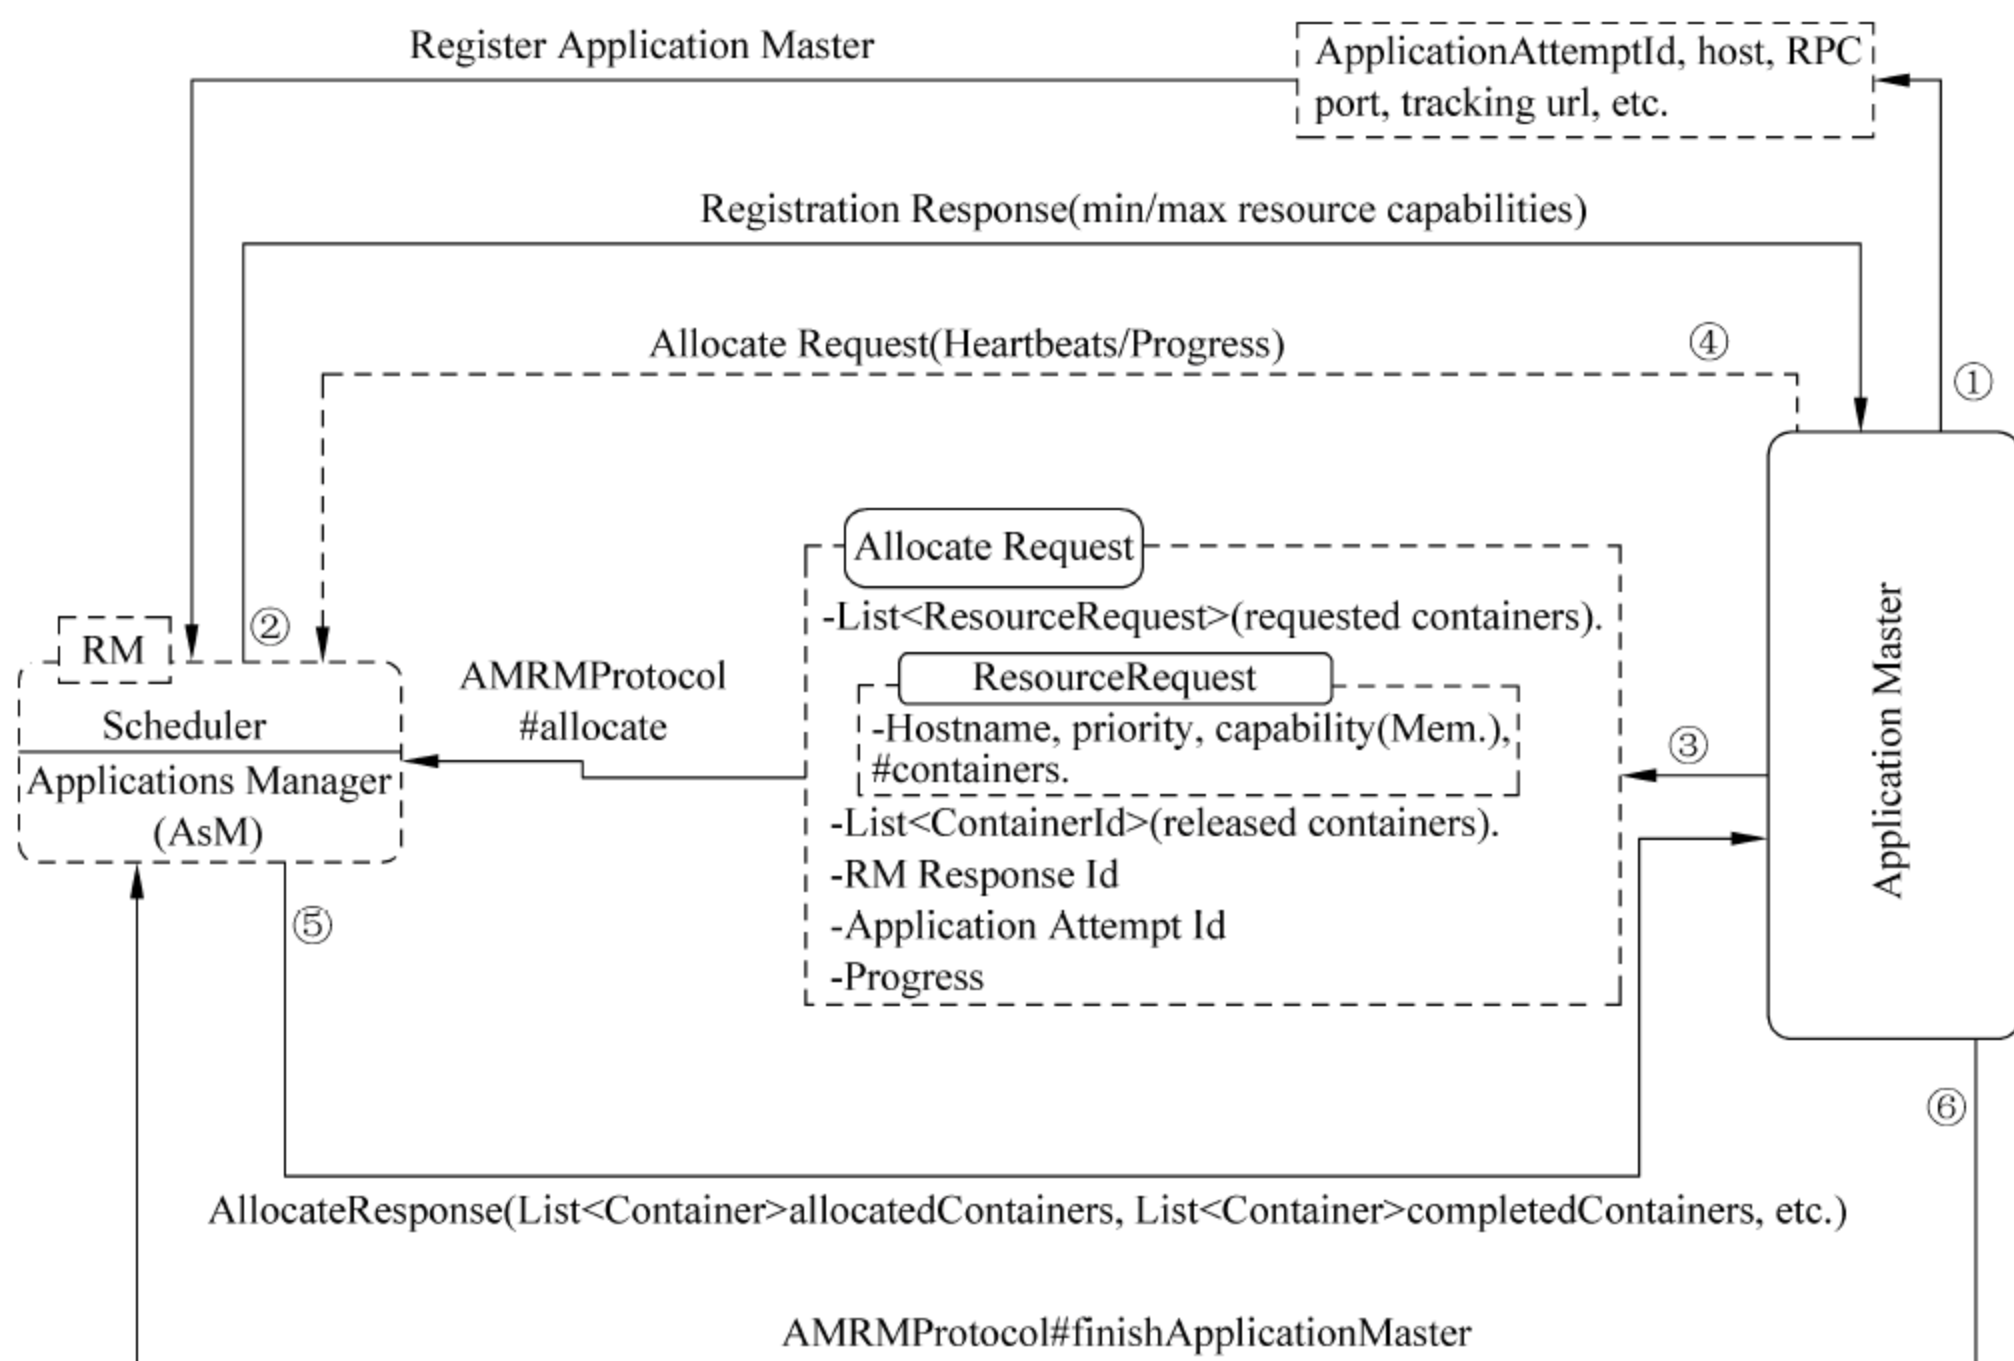 Register Application Master
ApplicationAttemptId, host, RPC
port, tracking url, etc.
Registration Response(min/max resource capabilities)
Allocate Request(Heartbeats/Progress)
④
①
Allocate Request
-List<ResourceRequest>(requested containers).
②
RM
ResourceRequest
AMRMProtocol
#allocate
Scheduler
-Hostname, priority, capability(Mem.),
#containers.
③
Applications Manager
(AsM)
-List<ContainerId>(released containers).
-RM Response Id
-Application Attempt Id
-Progress
Application Master
⑤
⑥
AllocateResponse(List<Container>allocatedContainers, List<Container>completedContainers, etc.)
AMRMProtocol#finishApplicationMaster